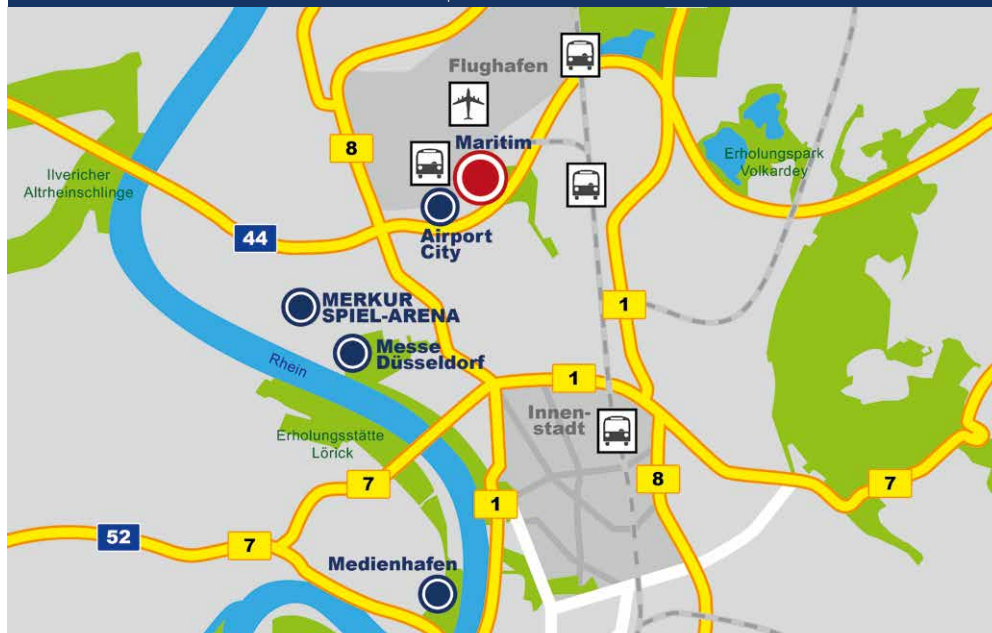 Flughafen
Maritim
8
Ilvericher
Altrheinschlinge
Erholungspark
Volkardey
44
Airport
City
MERKUR
SPIEL-ARENA
1
Messe
Düsseldorf
Rhein
1
Innen-
stadt
Erholungsstätte
Lörick
7
8
7
1
52
7
Medienhafen